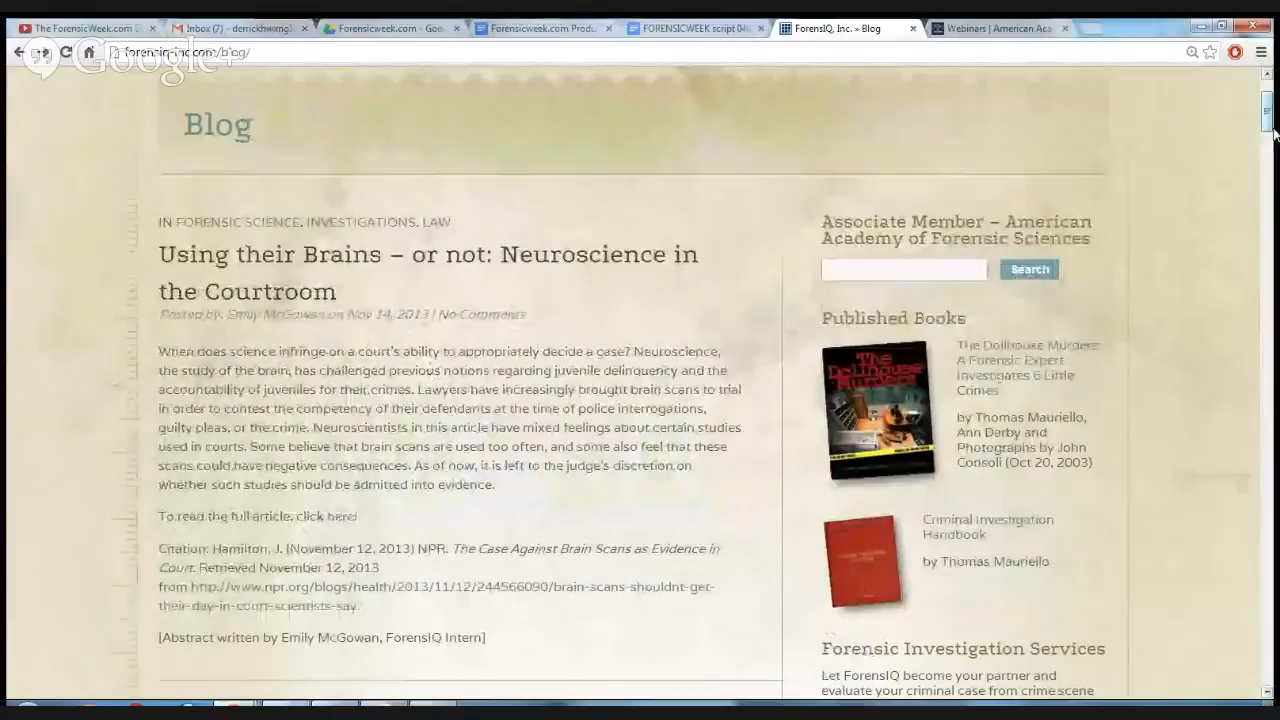 The ForensicWeek.com S
Inbox (7) - derrickhwang
Forensicweek.com - Goo
Forensicweek.com Produ
FORENSICWEEK script 04
ForensIQ, Inc. » Blog
Webinars | American Aca
forensiq-inc.com/blog/
Google+
Blog
IN FORENSIC SCIENCE, INVESTIGATIONS, LAW
Using their Brains – or not: Neuroscience in
the Courtroom
Posted by: Emily McGowan on Nov 14, 2013 | No Comments
When does science infringe on a court's ability to appropriately decide a case? Neuroscience,
the study of the brain, has challenged previous notions regarding juvenile delinquency and the
accountability of juveniles for their crimes. Lawyers have increasingly brought brain scans to trial
in order to contest the competency of their defendants at the time of police interrogations,
guilty pleas, or the crime. Neuroscientists in this article have mixed feelings about certain studies
used in courts. Some believe that brain scans are used too often, and some also feel that these
scans could have negative consequences. As of now, it is left to the judge's discretion on
whether such studies should be admitted into evidence.
To read the full article, click here!
Citation: Hamilton, J. (November 12, 2013) NPR. The Case Against Brain Scans as Evidence in
Court. Retrieved November 12, 2013
from http://www.npr.org/blogs/health/2013/11/12/244566090/brain-scans-shouldnt-get-
their-day-in-court-scientists-say.
[Abstract written by Emily McGowan, ForensIQ Intern]
Associate Member – American
Academy of Forensic Sciences
Search
Published Books
The Dollhouse Murders
The Dollhouse Murders:
A Forensic Expert
Investigates 6 Little
Crimes
by Thomas Mauriello,
Ann Darby and
Photographs by John
Consoli (Oct 20, 2003)
Criminal Investigation
Handbook
by Thomas Mauriello
Forensic Investigation Services
Let ForensIQ become your partner and
evaluate your criminal case from crime scene